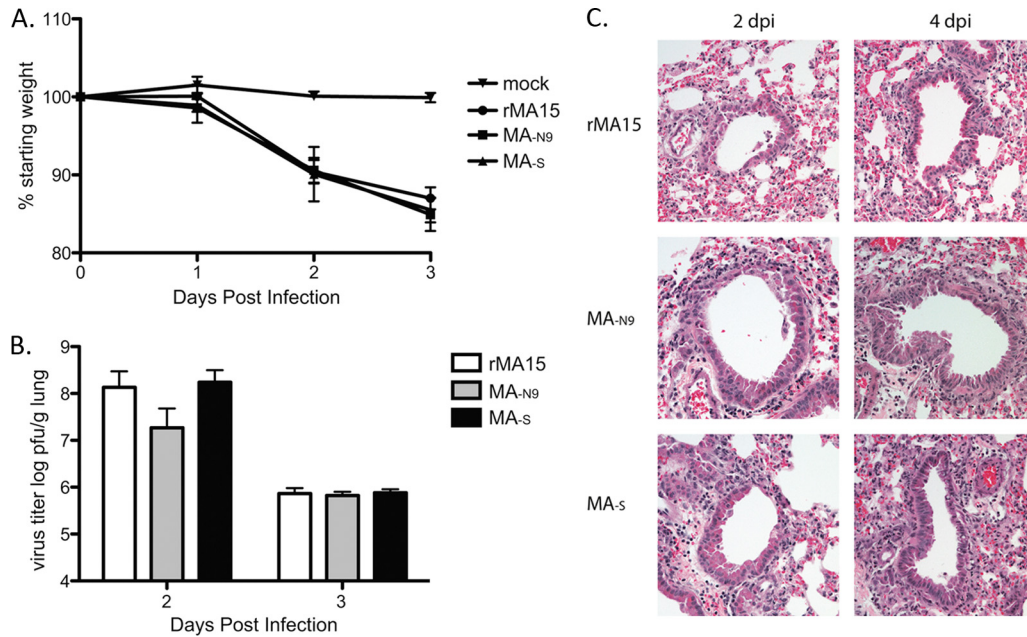 A.
110
100
90
80
% starting weight
0 1 2 3
Days Post Infection
mock
rMA15
MA-N9
MA-S
B.
9
8
7
6
5
4
virus titer log pfu/g lung
2 3
Days Post Infection
rMA15
MA-N9
MA-S
C.
2 dpi 4 dpi
rMA15
MA-N9
MA-S